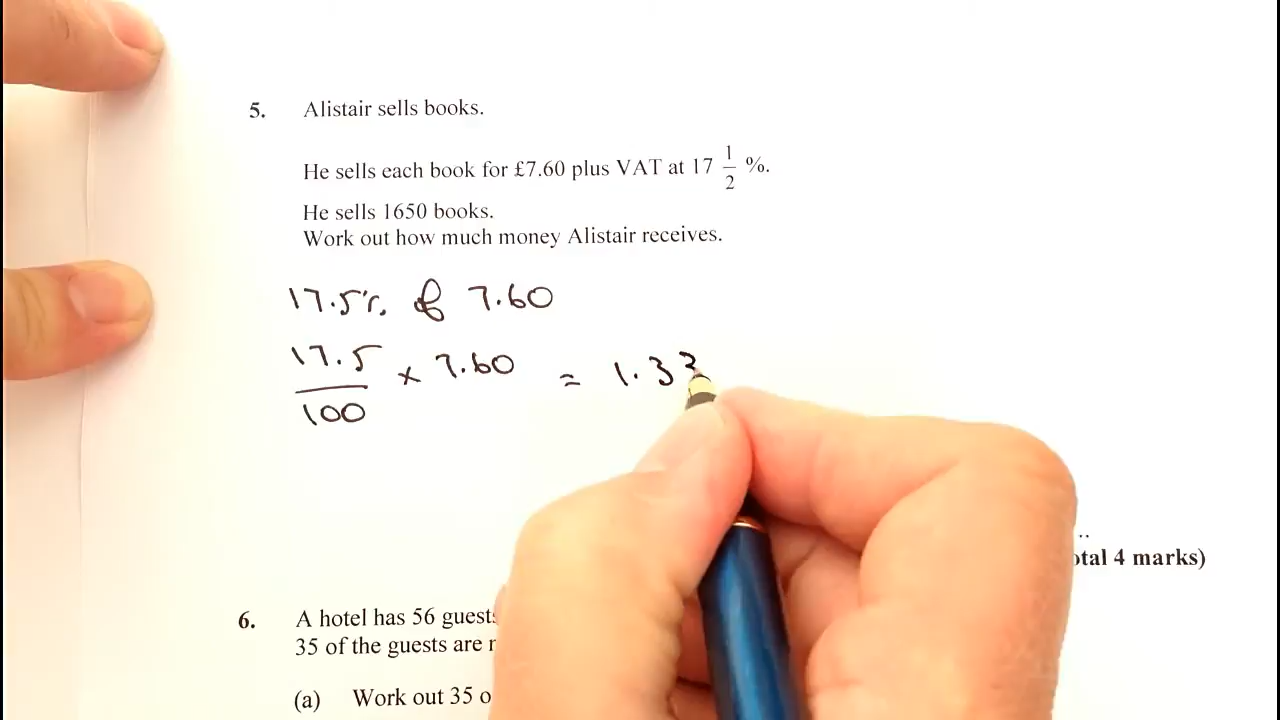 5. Alistair sells books.
He sells each book for £7.60 plus VAT at 17 1/2 %.
He sells 1650 books.
Work out how much money Alistair receives.
17.5% of 7.60
17.5/100 × 7.60 = 1.33
..
otal 4 marks)
6. A hotel has 56 guests
35 of the guests are
(a) Work out 35 o